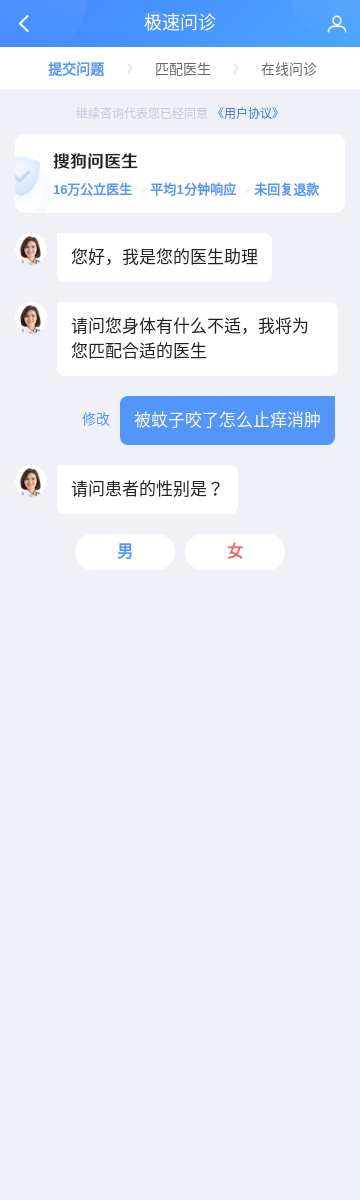 极速问诊
提交问题
匹配医生
在线问诊
继续咨询代表您已经同意 《用户协议》
搜狗问医生
16万公立医生 平均1分钟响应 未回复退款
您好，我是您的医生助理
请问您身体有什么不适，我将为
您匹配合适的医生
修改
被蚊子咬了怎么止痒消肿
请问患者的性别是？
男
女